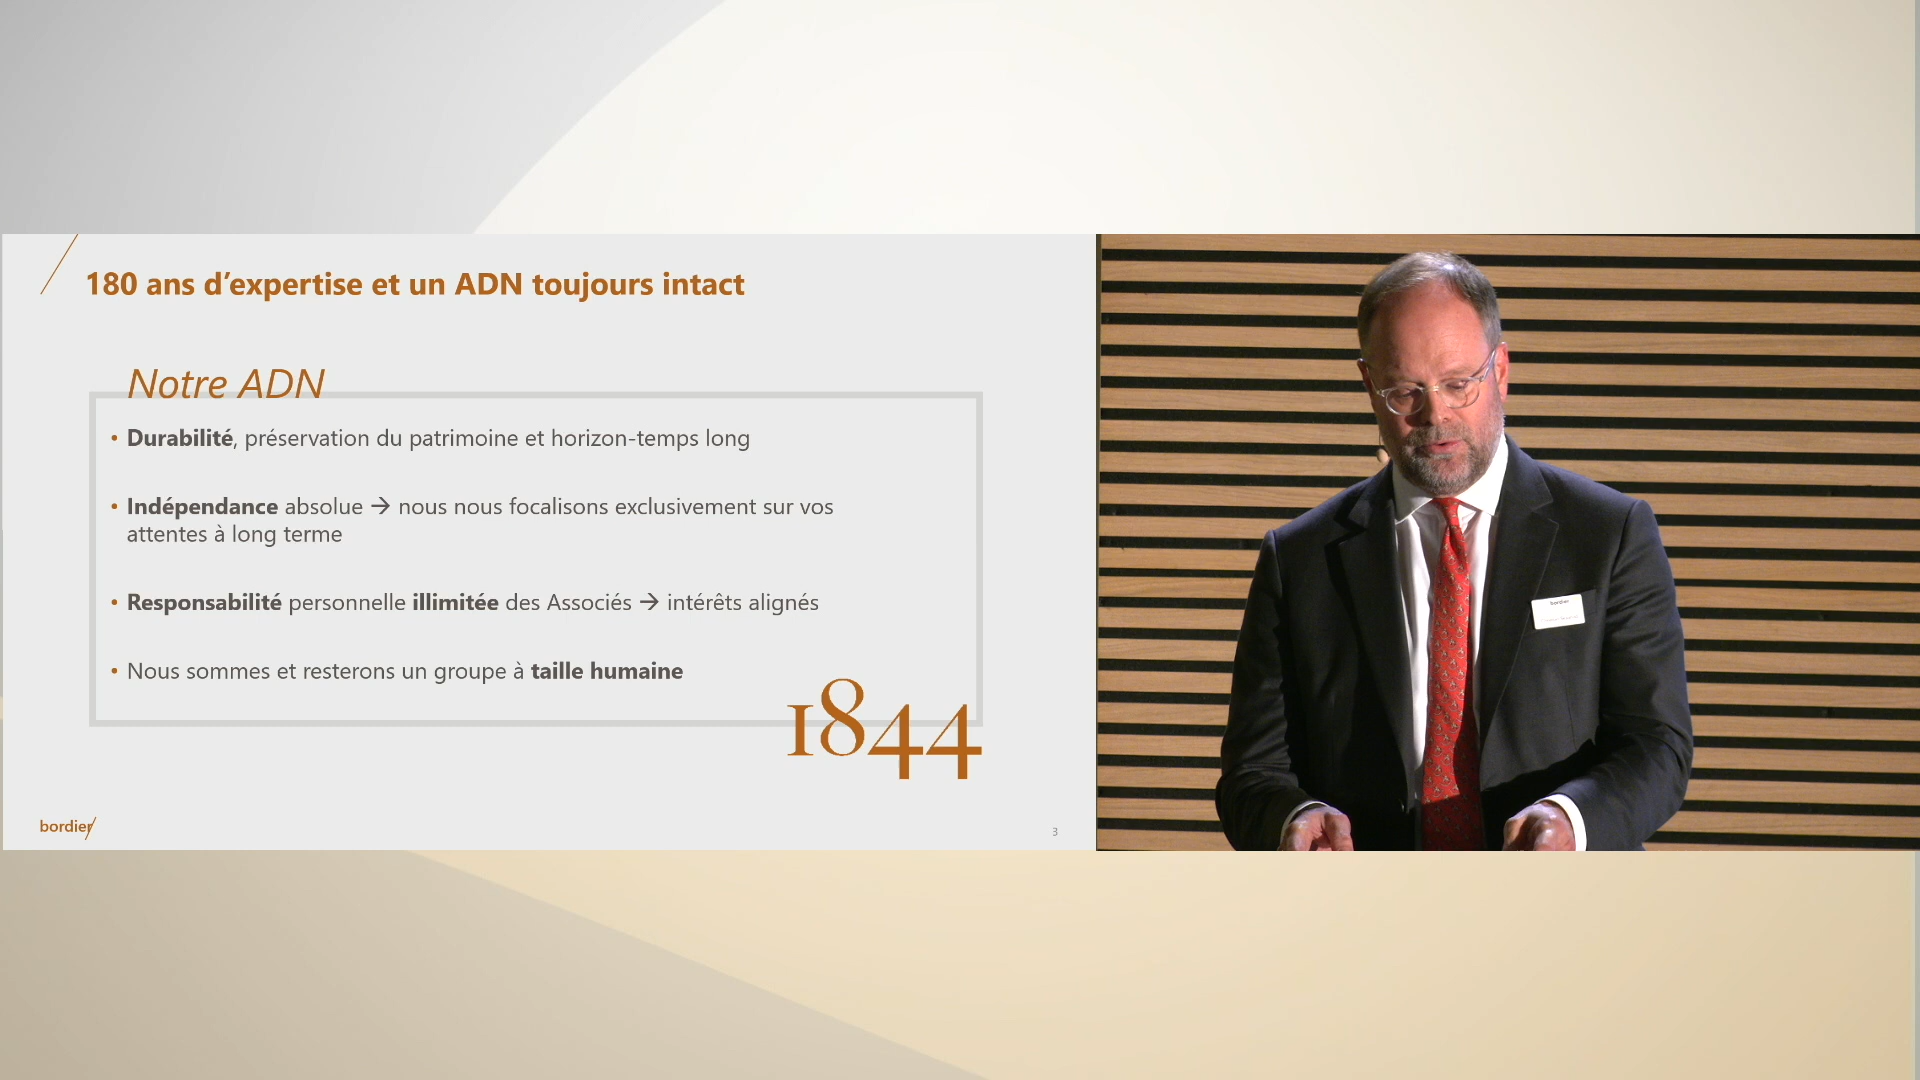 180 ans d’expertise et un ADN toujours intact
Notre ADN
• Durabilité, préservation du patrimoine et horizon-temps long
• Indépendance absolue → nous nous focalisons exclusivement sur vos
attentes à long terme
• Responsabilité personnelle illimitée des Associés → intérêts alignés
• Nous sommes et resterons un groupe à taille humaine
1844
bordier/
3
bordier